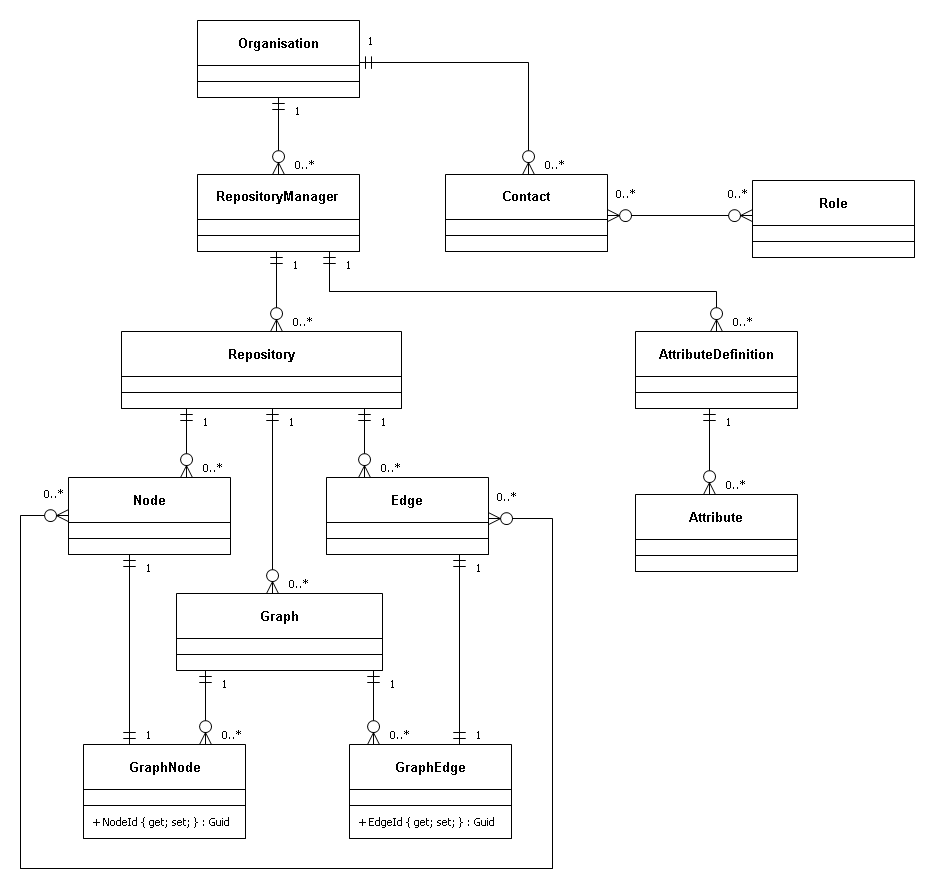 Organisation
1
1
0..*
0..*
RepositoryManager
Contact
0..*
0..*
Role
1
1
0..*
0..*
Repository
AttributeDefinition
1
1
1
1
0..*
0..*
0..*
0..*
0..*
Node
Edge
Attribute
1
1
0..*
Graph
1
1
1
0..*
0..*
1
GraphNode
GraphEdge
+ NodeId { get; set; } : Guid
+ EdgeId { get; set; } : Guid